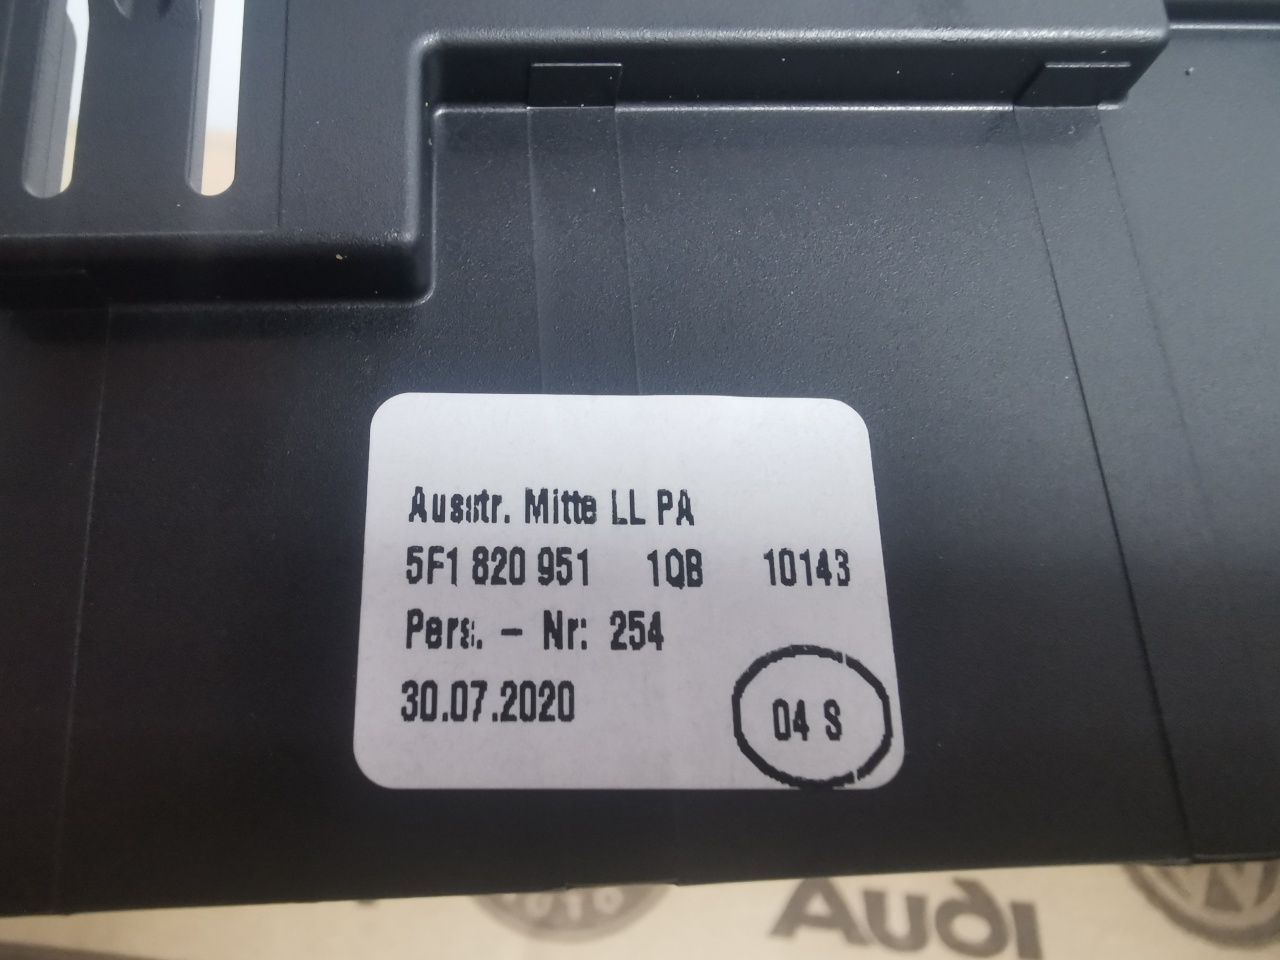 Ausstr. Mitte LL PA
5F1 820 951 1QB 10143
Pers. - Nr: 254
30.07.2020
04 S
Audi